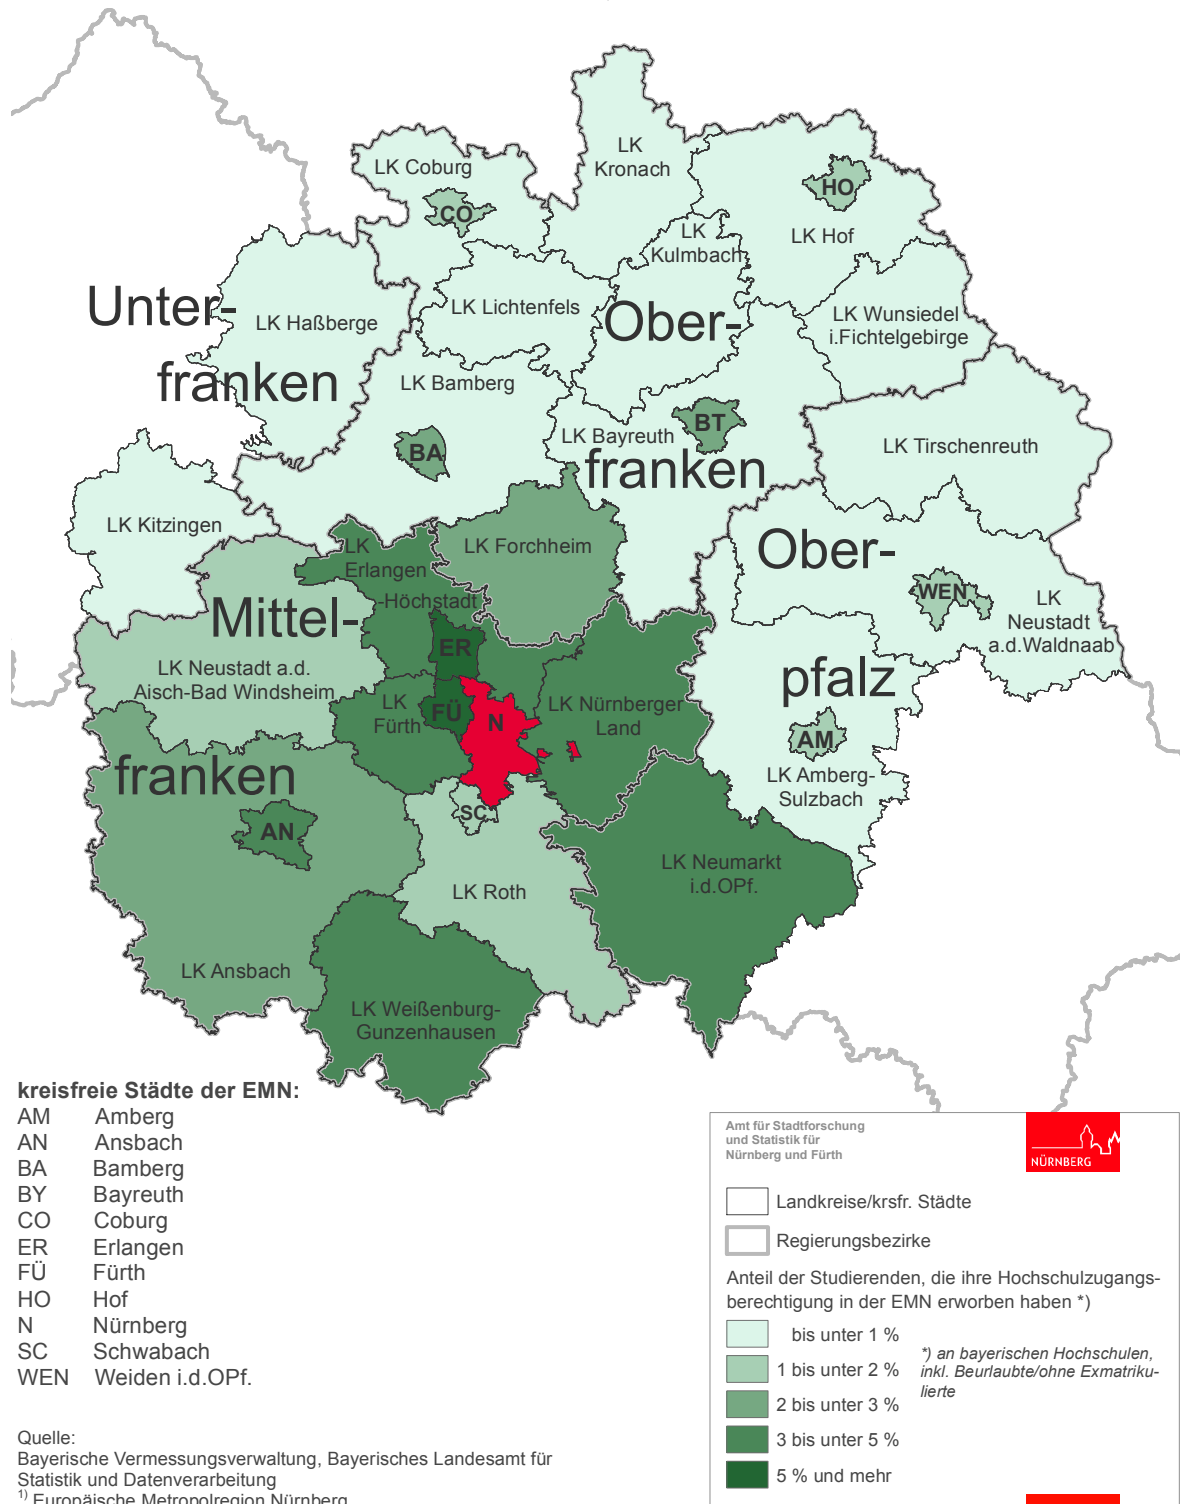 LK
Kronach
LK Coburg
CO
HO
LK Hof
LK
Kulmbach
Unter-
franken
LK Haßberge
LK Lichtenfels
Ober-
franken
LK Wunsiedel
i.Fichtelgebirge
LK Bamberg
BA
LK Bayreuth
BT
LK Tirschenreuth
LK Kitzingen
LK
Erlangen
-Höchstadt
LK Forchheim
Ober-
pfalz
WEN
LK
Neustadt
a.d.Waldnaab
Mittel-
franken
ER
LK Neustadt a.d.
Aisch-Bad Windsheim
LK
Fürth
FÜ
N
LK Nürnberger
Land
AM
LK Amberg-
Sulzbach
AN
SC
LK Neumarkt
i.d.OPf.
LK Roth
LK Ansbach
LK Weißenburg-
Gunzenhausen
kreisfreie Städte der EMN:
AM Amberg
AN Ansbach
BA Bamberg
BY Bayreuth
CO Coburg
ER Erlangen
FÜ Fürth
HO Hof
N Nürnberg
SC Schwabach
WEN Weiden i.d.OPf.
Quelle:
Bayerische Vermessungsverwaltung, Bayerisches Landesamt für
Statistik und Datenverarbeitung
1) Europäische Metropolregion Nürnberg
Amt für Stadtforschung
und Statistik für
Nürnberg und Fürth
NÜRNBERG
Landkreise/krsfr. Städte
Regierungsbezirke
Anteil der Studierenden, die ihre Hochschulzugangs-
berechtigung in der EMN erworben haben *)
bis unter 1 %
1 bis unter 2 %
2 bis unter 3 %
3 bis unter 5 %
5 % und mehr
*) an bayerischen Hochschulen,
inkl. Beurlaubte/ohne Exmatriku-
lierte